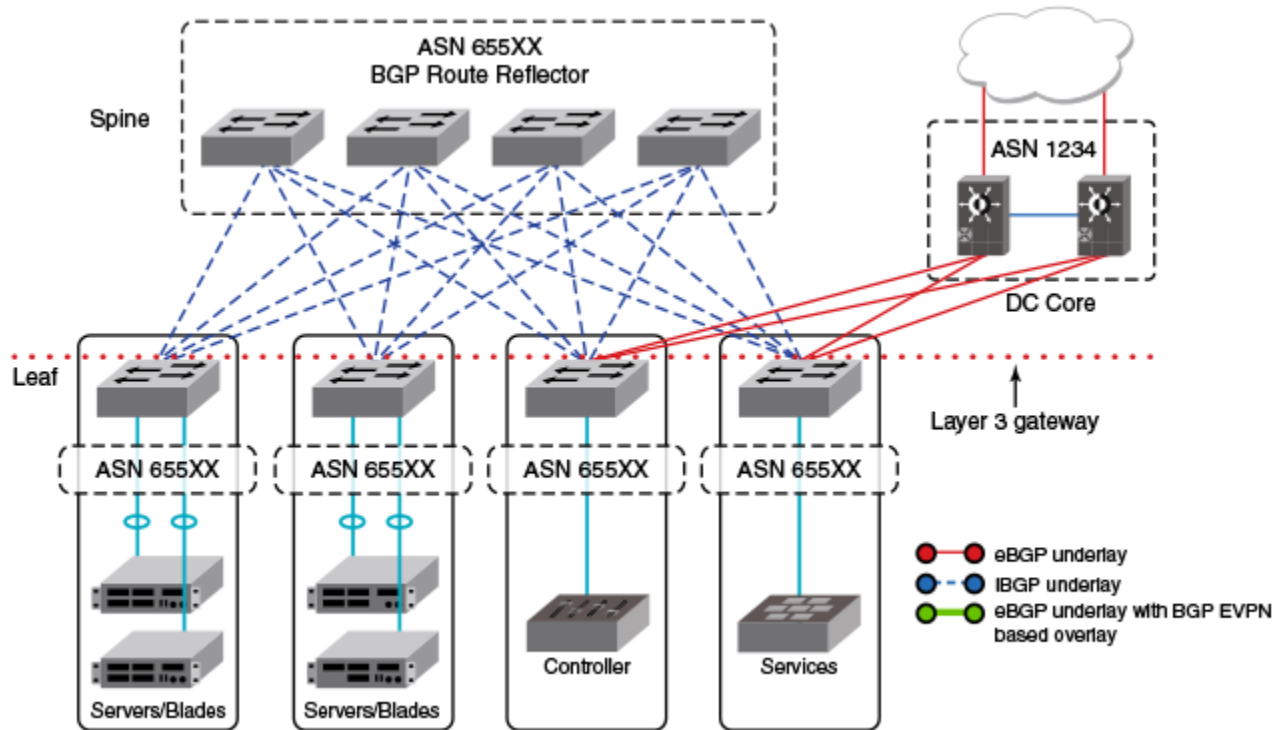 ASN 655XX
BGP Route Reflector
Spine
ASN 1234
DC Core
Leaf
Layer 3 gateway
ASN 655XX
ASN 655XX
ASN 655XX
ASN 655XX
eBGP underlay
IBGP underlay
eBGP underlay with BGP EVPN
based overlay
Controller
Services
Servers/Blades
Servers/Blades